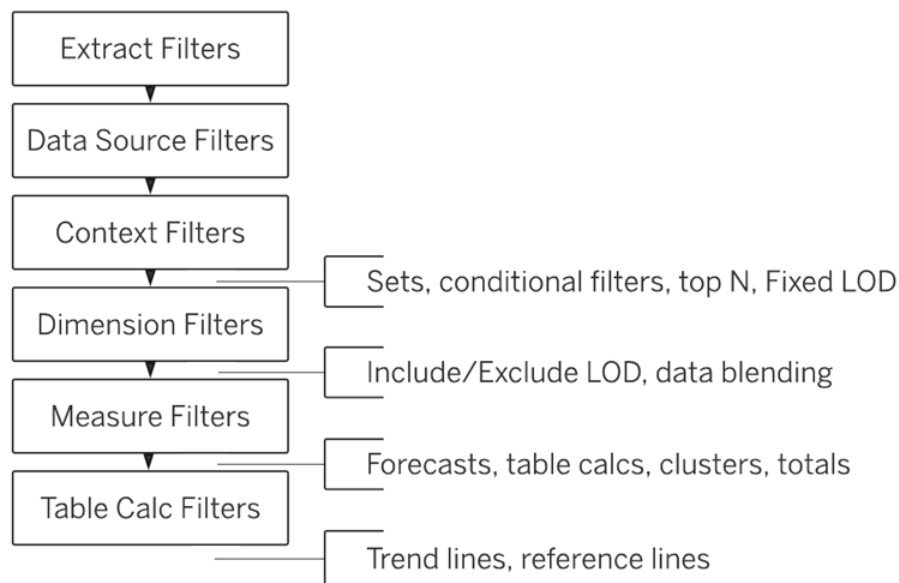 Extract Filters
Data Source Filters
Context Filters
Sets, conditional filters, top N, Fixed LOD
Dimension Filters
Include/Exclude LOD, data blending
Measure Filters
Forecasts, table calcs, clusters, totals
Table Calc Filters
Trend lines, reference lines